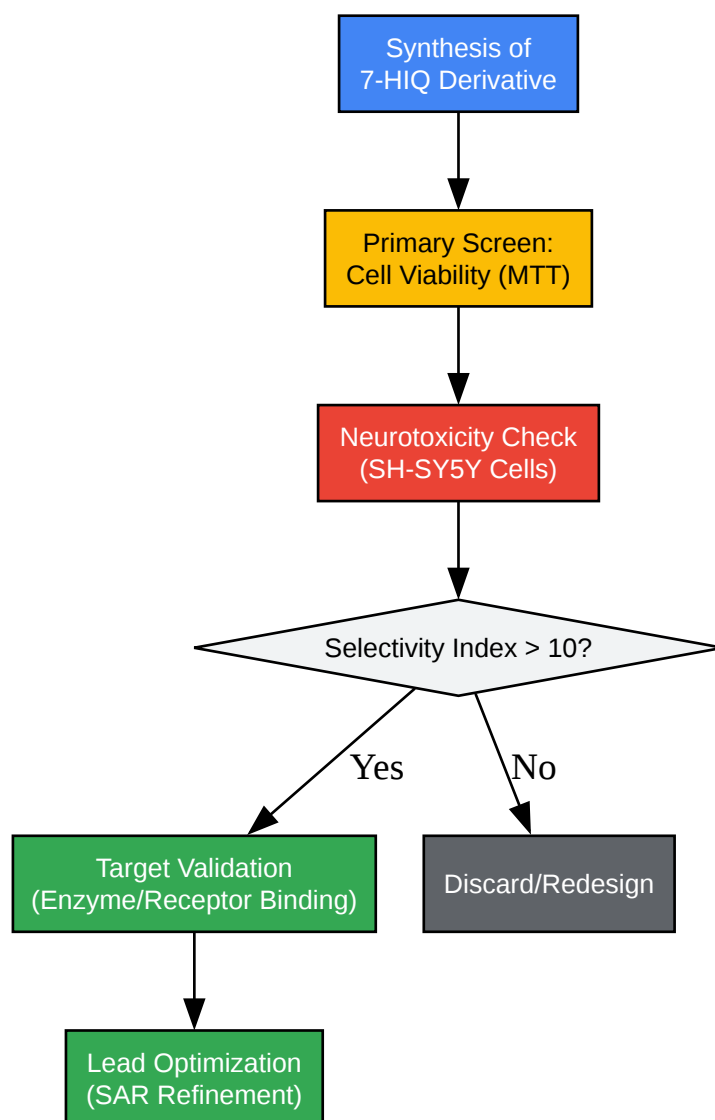 Synthesis of
7-HIQ Derivative
Primary Screen:
Cell Viability (MTT)
Neurotoxicity Check
(SH-SY5Y Cells)
Selectivity Index > 10?
Yes
No
Target Validation
(Enzyme/Receptor Binding)
Discard/Redesign
Lead Optimization
(SAR Refinement)